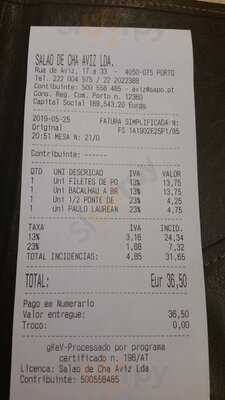 SALAO DE CHA AVIZ LDA.
Rua de Aviz, 17 a 33 - 4050-075 PORTO
Tel. 222 004 575 / 22 2022388
Contibuinte: 500 558 465 - aviz@sapo.pt
Cons. Reg. Com. Porto n. 12360
Capital Social 189,543.20 Euros
2019-05-25 FATURA SIMPLIFICADA N:
Original FS 1A1902E25P1/85
20:51 MESA N: 21/0
Contribuinte: ------
QTD UNI DESCRICAO IVA VALOR
1 Uni FILETES DE PO 13% 13,75
1 Uni BACALHAU A BR 13% 13,75
1 Uni 1/2 PONTE DE 23% 4,25
1 Uni PAULO LAUREAN 23% 4,75
TAXA IVA INCID.
13% 3,16 24,34
23% 1,68 7,32
TOTAL INCIDENCIAS: 4,85 31,65
TOTAL: Eur 36,50
Pago em Numerario
Valor entregue: 36,50
Troco: 0,00
gKeV-Processado por programa
certificado n. 196/AT
Licenca: Salao de Cha Aviz Lda
Contribuinte: 500558465